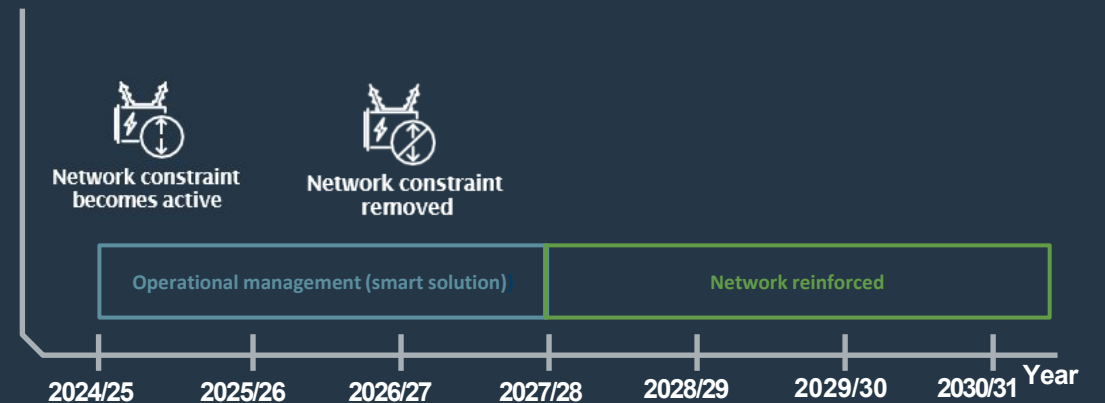 Network constraint
becomes active
Network constraint
removed
Operational management (smart solution)
Network reinforced
2024/25 2025/26 2026/27 2027/28 2028/29 2029/30 2030/31 Year